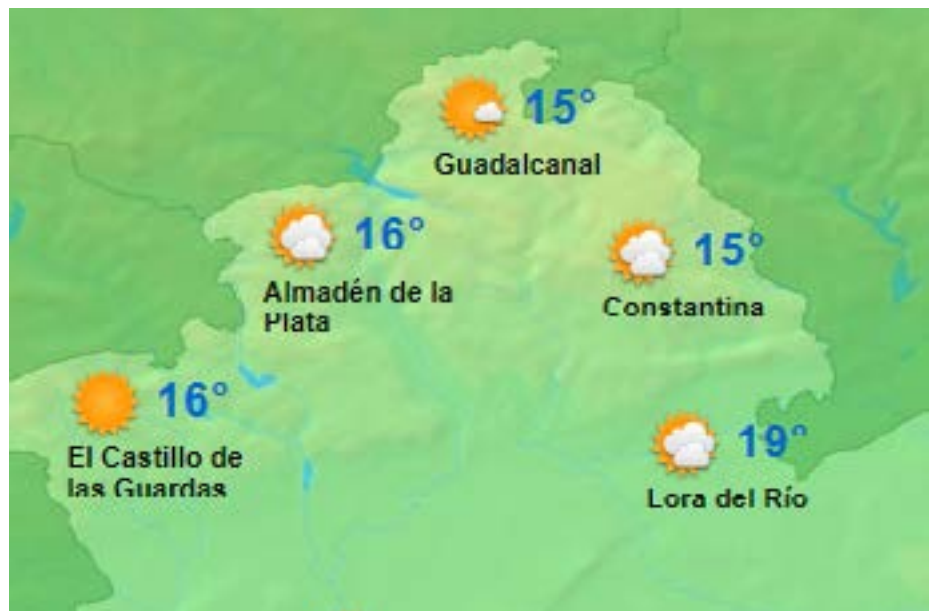 15°
Guadalcanal
16°
Almadén de la
Plata
15°
Constantina
16°
El Castillo de
las Guardas
19°
Lora del Río